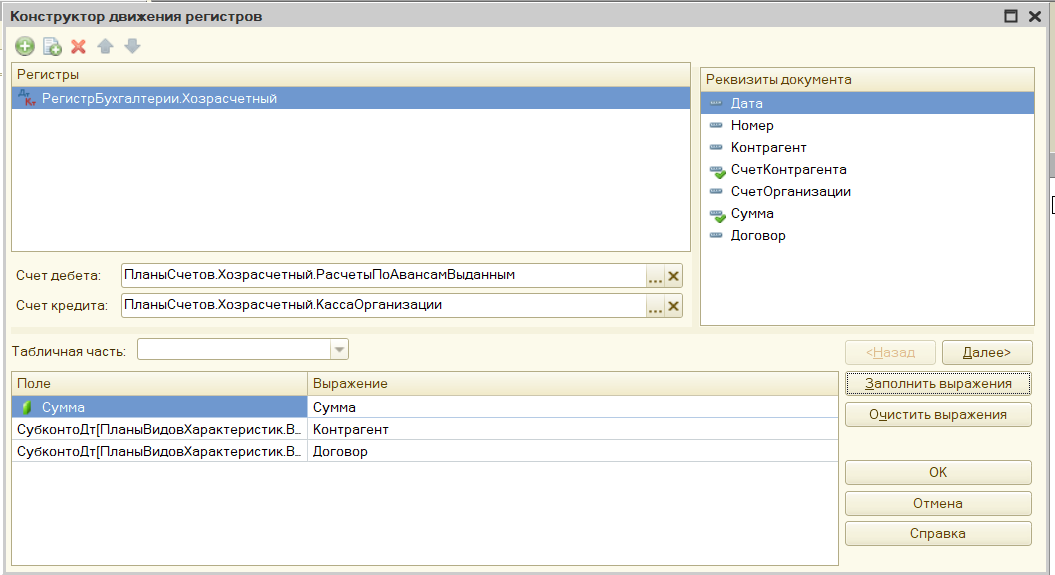 Конструктор движения регистров
Регистры
РегистрБухгалтерии.Хозрасчетный
Реквизиты документа
Дата
Номер
Контрагент
СчетКонтрагента
СчетОрганизации
Сумма
Договор
Счет дебета: ПланыСчетов.Хозрасчетный.РасчетыПоАвансамВыданным ...
Счет кредита: ПланыСчетов.Хозрасчетный.КассаОрганизации ...
Табличная часть:
<Назад Далее>
Поле Выражение
Сумма Сумма
СубконтоДт[ПланыВидовХарактеристик.В... Контрагент
СубконтоДт[ПланыВидовХарактеристик.В... Договор
Заполнить выражения
Очистить выражения
ОК
Отмена
Справка